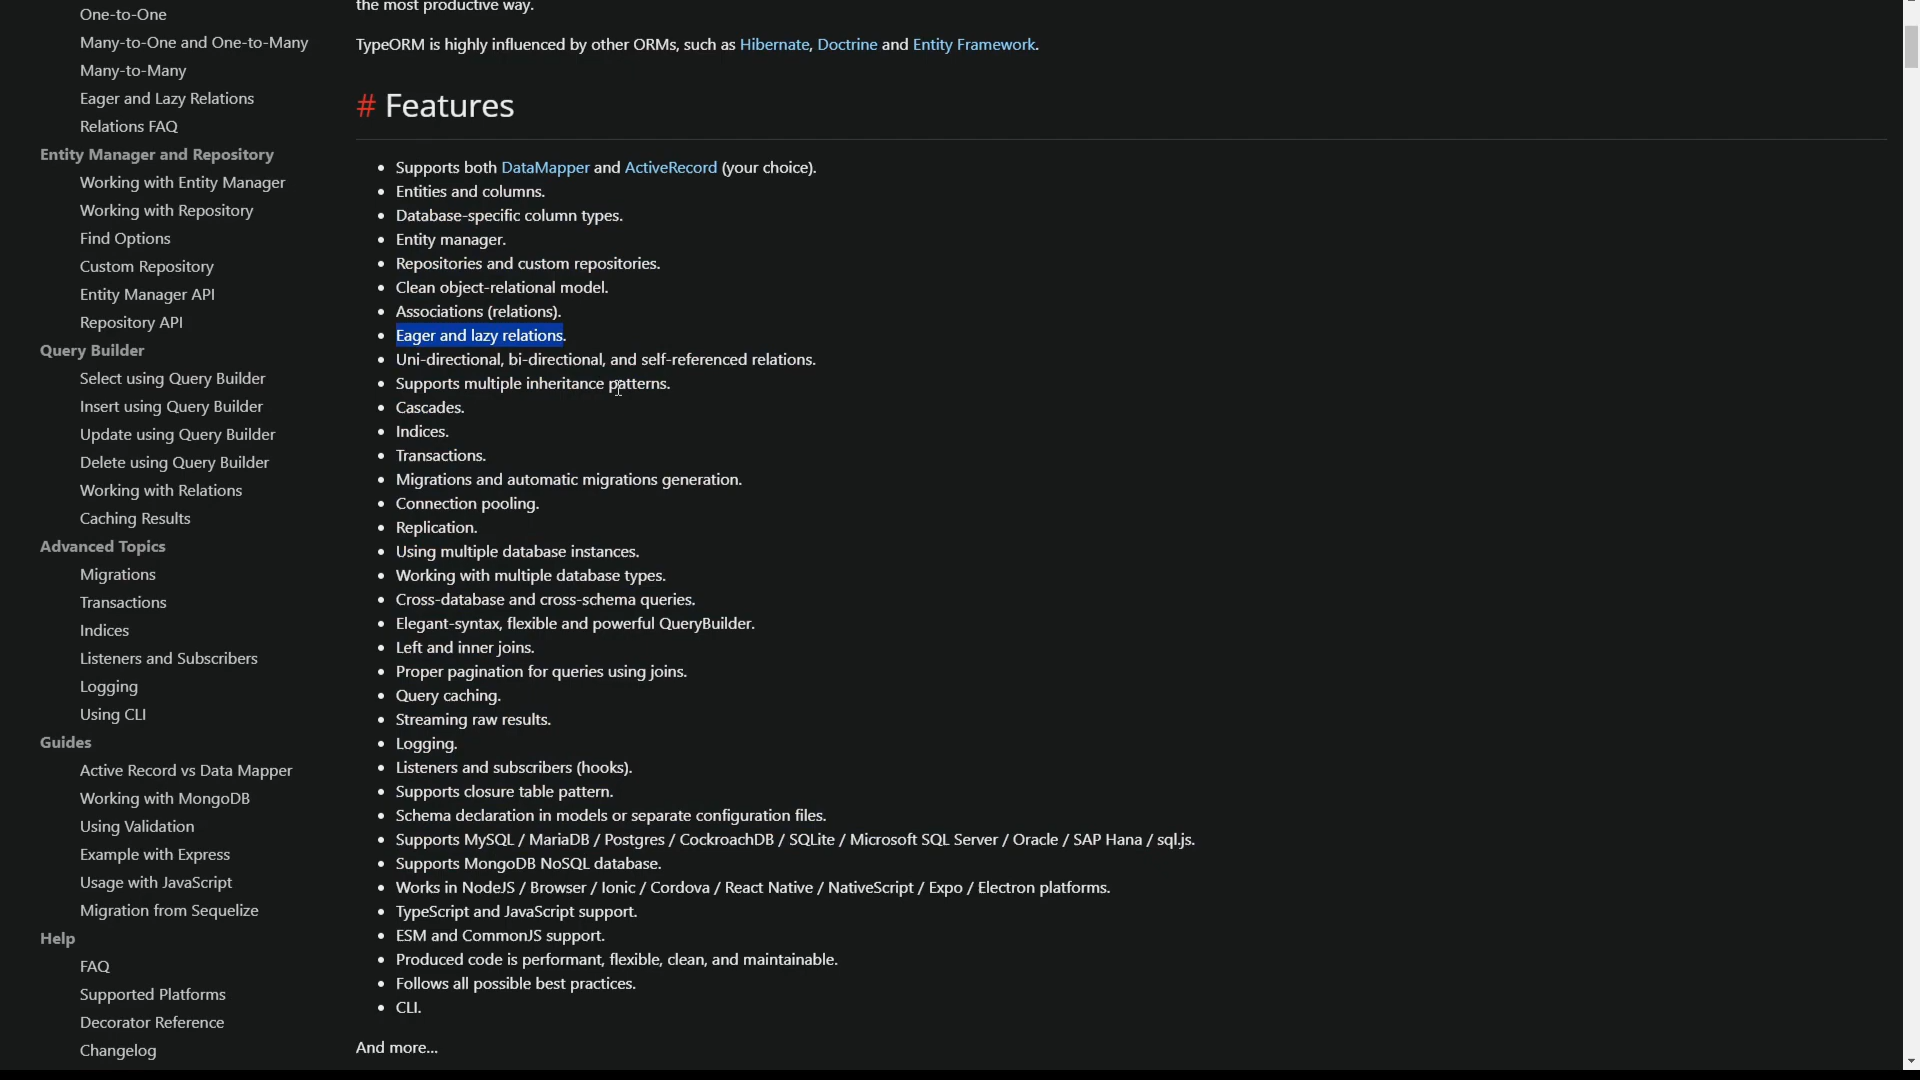 One-to-One
Many-to-One and One-to-Many
Many-to-Many
Eager and Lazy Relations
Relations FAQ
Entity Manager and Repository
Working with Entity Manager
Working with Repository
Find Options
Custom Repository
Entity Manager API
Repository API
Query Builder
Select using Query Builder
Insert using Query Builder
Update using Query Builder
Delete using Query Builder
Working with Relations
Caching Results
Advanced Topics
Migrations
Transactions
Indices
Listeners and Subscribers
Logging
Using CLI
Guides
Active Record vs Data Mapper
Working with MongoDB
Using Validation
Example with Express
Usage with JavaScript
Migration from Sequelize
Help
FAQ
Supported Platforms
Decorator Reference
Changelog
the most productive way.
TypeORM is highly influenced by other ORMs, such as Hibernate, Doctrine and Entity Framework.
# Features
• Supports both DataMapper and ActiveRecord (your choice).
• Entities and columns.
• Database-specific column types.
• Entity manager.
• Repositories and custom repositories.
• Clean object-relational model.
• Associations (relations).
• Eager and lazy relations.
• Uni-directional, bi-directional, and self-referenced relations.
• Supports multiple inheritance patterns.
• Cascades.
• Indices.
• Transactions.
• Migrations and automatic migrations generation.
• Connection pooling.
• Replication.
• Using multiple database instances.
• Working with multiple database types.
• Cross-database and cross-schema queries.
• Elegant-syntax, flexible and powerful QueryBuilder.
• Left and inner joins.
• Proper pagination for queries using joins.
• Query caching.
• Streaming raw results.
• Logging.
• Listeners and subscribers (hooks).
• Supports closure table pattern.
• Schema declaration in models or separate configuration files.
• Supports MySQL / MariaDB / Postgres / CockroachDB / SQLite / Microsoft SQL Server / Oracle / SAP Hana / sql.js.
• Supports MongoDB NoSQL database.
• Works in NodeJS / Browser / Ionic / Cordova / React Native / NativeScript / Expo / Electron platforms.
• TypeScript and JavaScript support.
• ESM and CommonJS support.
• Produced code is performant, flexible, clean, and maintainable.
• Follows all possible best practices.
• CLI.
And more...